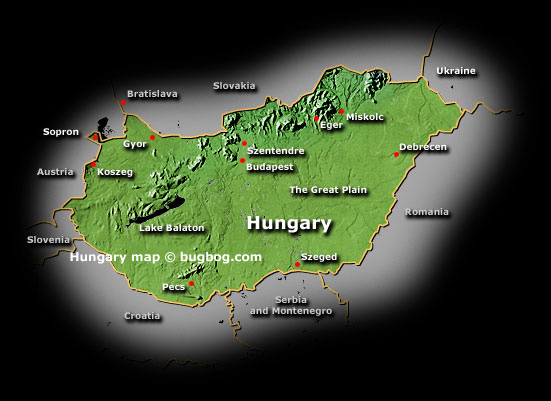 Ukraine
Slovakia
Bratislava
Miskolc
Eger
Sopron
Gyor
Debrecen
Szentendre
Budapest
Austria
Koszeg
The Great Plain
Romania
Hungary
Lake Balaton
Slovenia
Hungary map © bugbog.com
Szeged
Pecs
Serbia
and Montenegro
Croatia